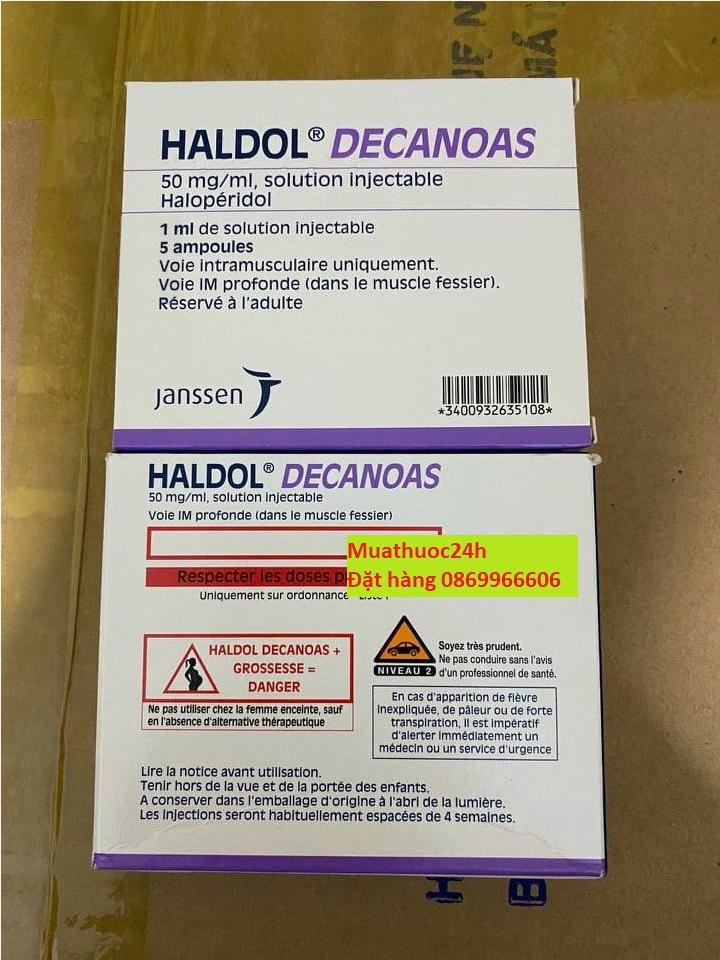 HALDOL® DECANOAS
50 mg/ml, solution injectable
Halopéridol
1 ml de solution injectable
5 ampoules
Voie intramusculaire uniquement.
Voie IM profonde (dans le muscle fessier).
Réservé à l'adulte
janssen
*3400932635108*
HALDOL® DECANOAS
50 mg/ml, solution injectable
Voie IM profonde (dans le muscle fessier)
Muathuoc24h
Đặt hàng 0869966606
Respecter les doses
Uniquement sur ordonnance
HALDOL DECANOAS +
GROSSESSE =
DANGER
Ne pas utiliser chez la femme enceinte, sauf
en l'absence d'alternative thérapeutique
NIVEAU 2
Soyez très prudent.
Ne pas conduire sans l'avis
d'un professionnel de santé.
En cas d'apparition de fièvre
inexpliquée, de pâleur ou de forte
transpiration, il est impératif
d'alerter immédiatement un
médecin ou un service d'urgence
Lire la notice avant utilisation.
Tenir hors de la vue et de la portée des enfants.
A conserver dans l'emballage d'origine à l'abri de la lumière.
Les injections seront habituellement espacées de 4 semaines.